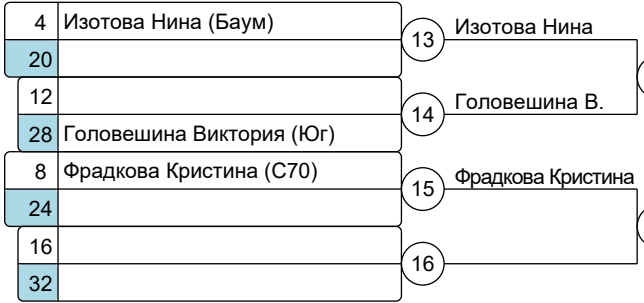 4 Изотова Нина (Баум)
13 Изотова Нина
20
12
14 Головешина В.
28 Головешина Виктория (Юг)
8 Фрадкова Кристина (С70)
15 Фрадкова Кристина
24
16
16
32